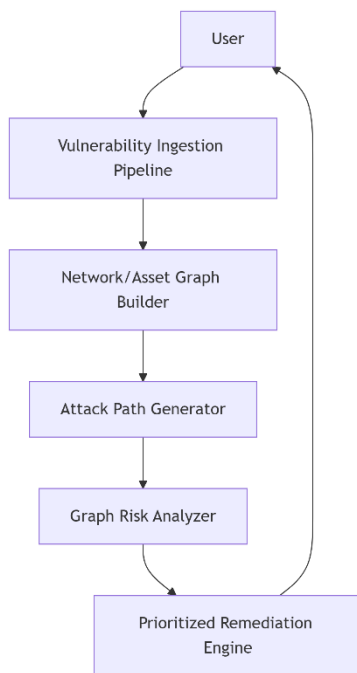 User
Vulnerability Ingestion
Pipeline
Network/Asset Graph
Builder
Attack Path Generator
Graph Risk Analyzer
Prioritized Remediation
Engine